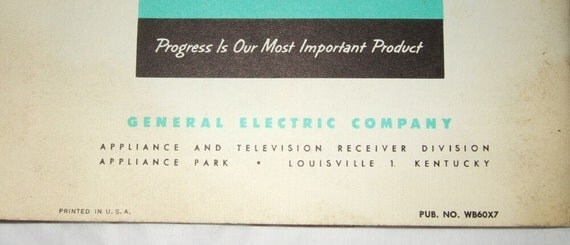 Progress Is Our Most Important Product
GENERAL ELECTRIC COMPANY
APPLIANCE AND TELEVISION RECEIVER DIVISION
APPLIANCE PARK • LOUISVILLE 1. KENTUCKY
PRINTED IN U.S.A. PUB. NO. WB60X7